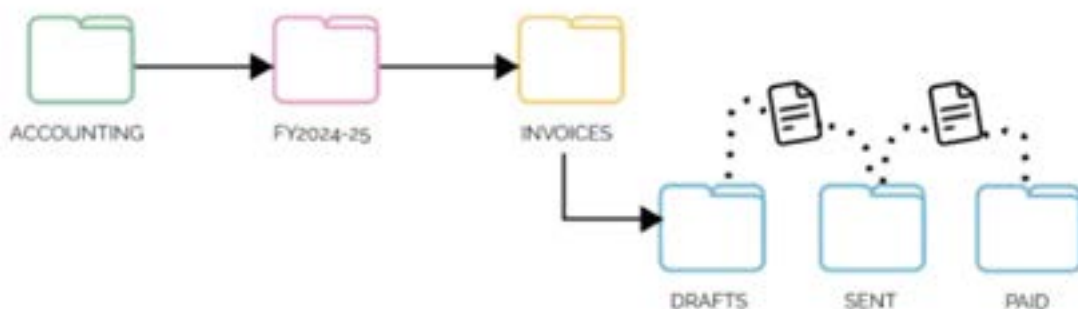 ACCOUNTING
FY2024-25
INVOICES
DRAFTS
SENT
PAID